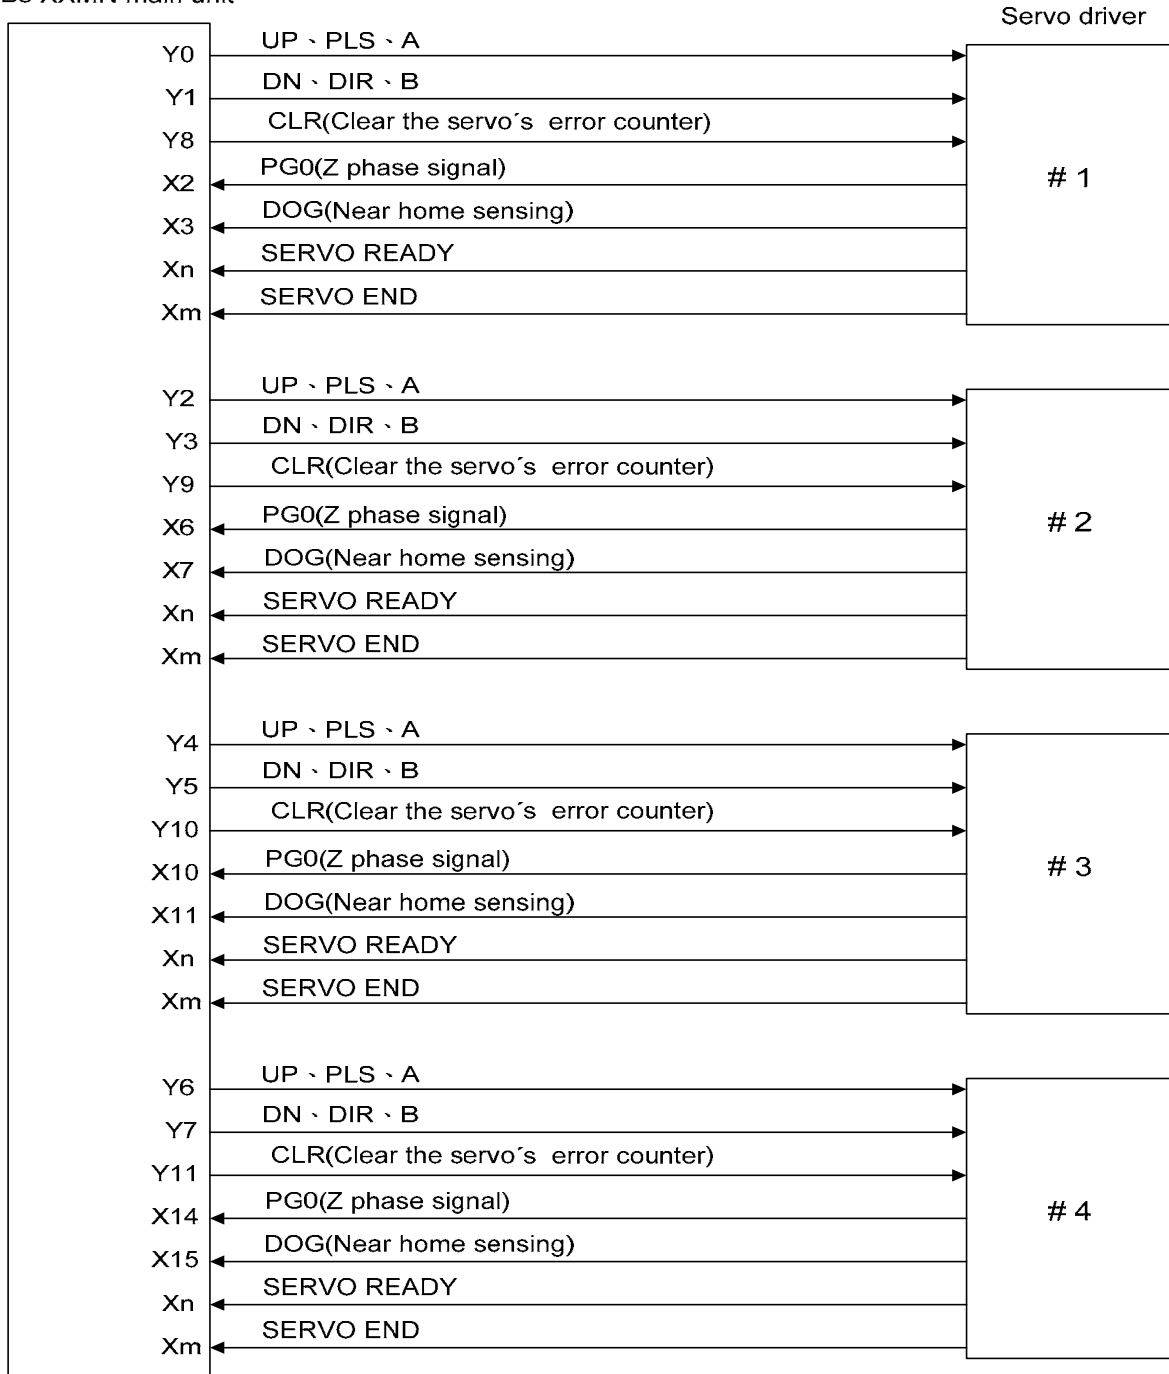 XXMN main unit
Servo driver
Y0 UP、PLS、A
Y1 DN、DIR、B
Y8 CLR(Clear the servo´s error counter)
X2 PG0(Z phase signal)
X3 DOG(Near home sensing)
Xn SERVO READY
Xm SERVO END
# 1
Y2 UP、PLS、A
Y3 DN、DIR、B
Y9 CLR(Clear the servo´s error counter)
X6 PG0(Z phase signal)
X7 DOG(Near home sensing)
Xn SERVO READY
Xm SERVO END
# 2
Y4 UP、PLS、A
Y5 DN、DIR、B
Y10 CLR(Clear the servo´s error counter)
X10 PG0(Z phase signal)
X11 DOG(Near home sensing)
Xn SERVO READY
Xm SERVO END
# 3
Y6 UP、PLS、A
Y7 DN、DIR、B
Y11 CLR(Clear the servo´s error counter)
X14 PG0(Z phase signal)
X15 DOG(Near home sensing)
Xn SERVO READY
Xm SERVO END
# 4